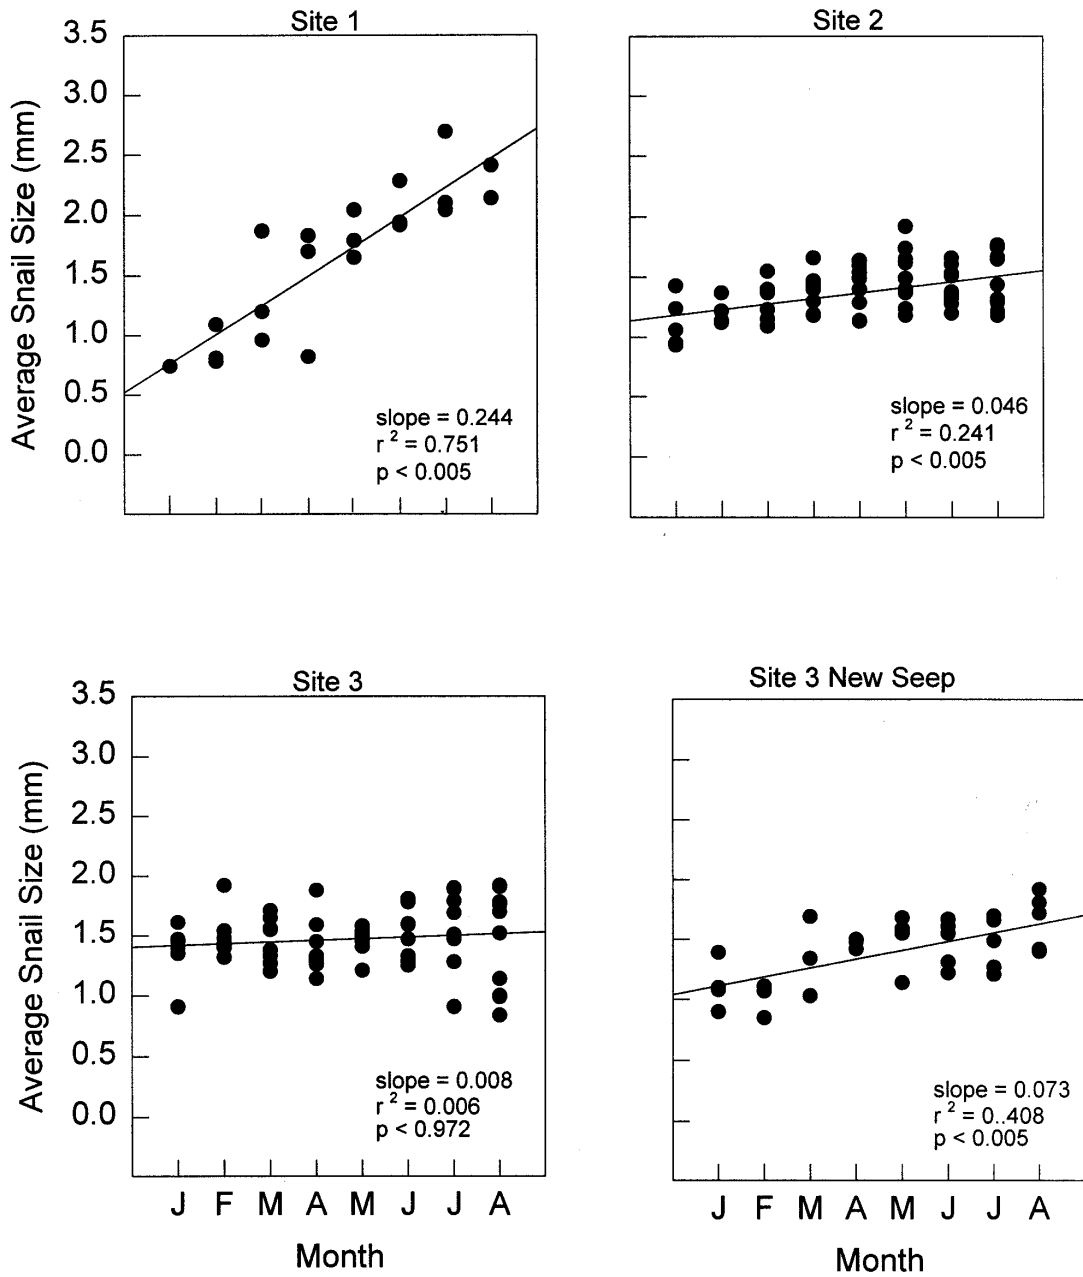 Site 1
Site 2
Average Snail Size (mm)
3.5
3.0
2.5
2.0
1.5
1.0
0.5
0.0
slope = 0.244
r 2 = 0.751
p < 0.005
slope = 0.046
r 2 = 0.241
p < 0.005
Site 3
Site 3 New Seep
Average Snail Size (mm)
3.5
3.0
2.5
2.0
1.5
1.0
0.5
0.0
slope = 0.008
r 2 = 0.006
p < 0.972
slope = 0.073
r 2 = 0..408
p < 0.005
J F M A M J J A
J F M A M J J A
Month
Month